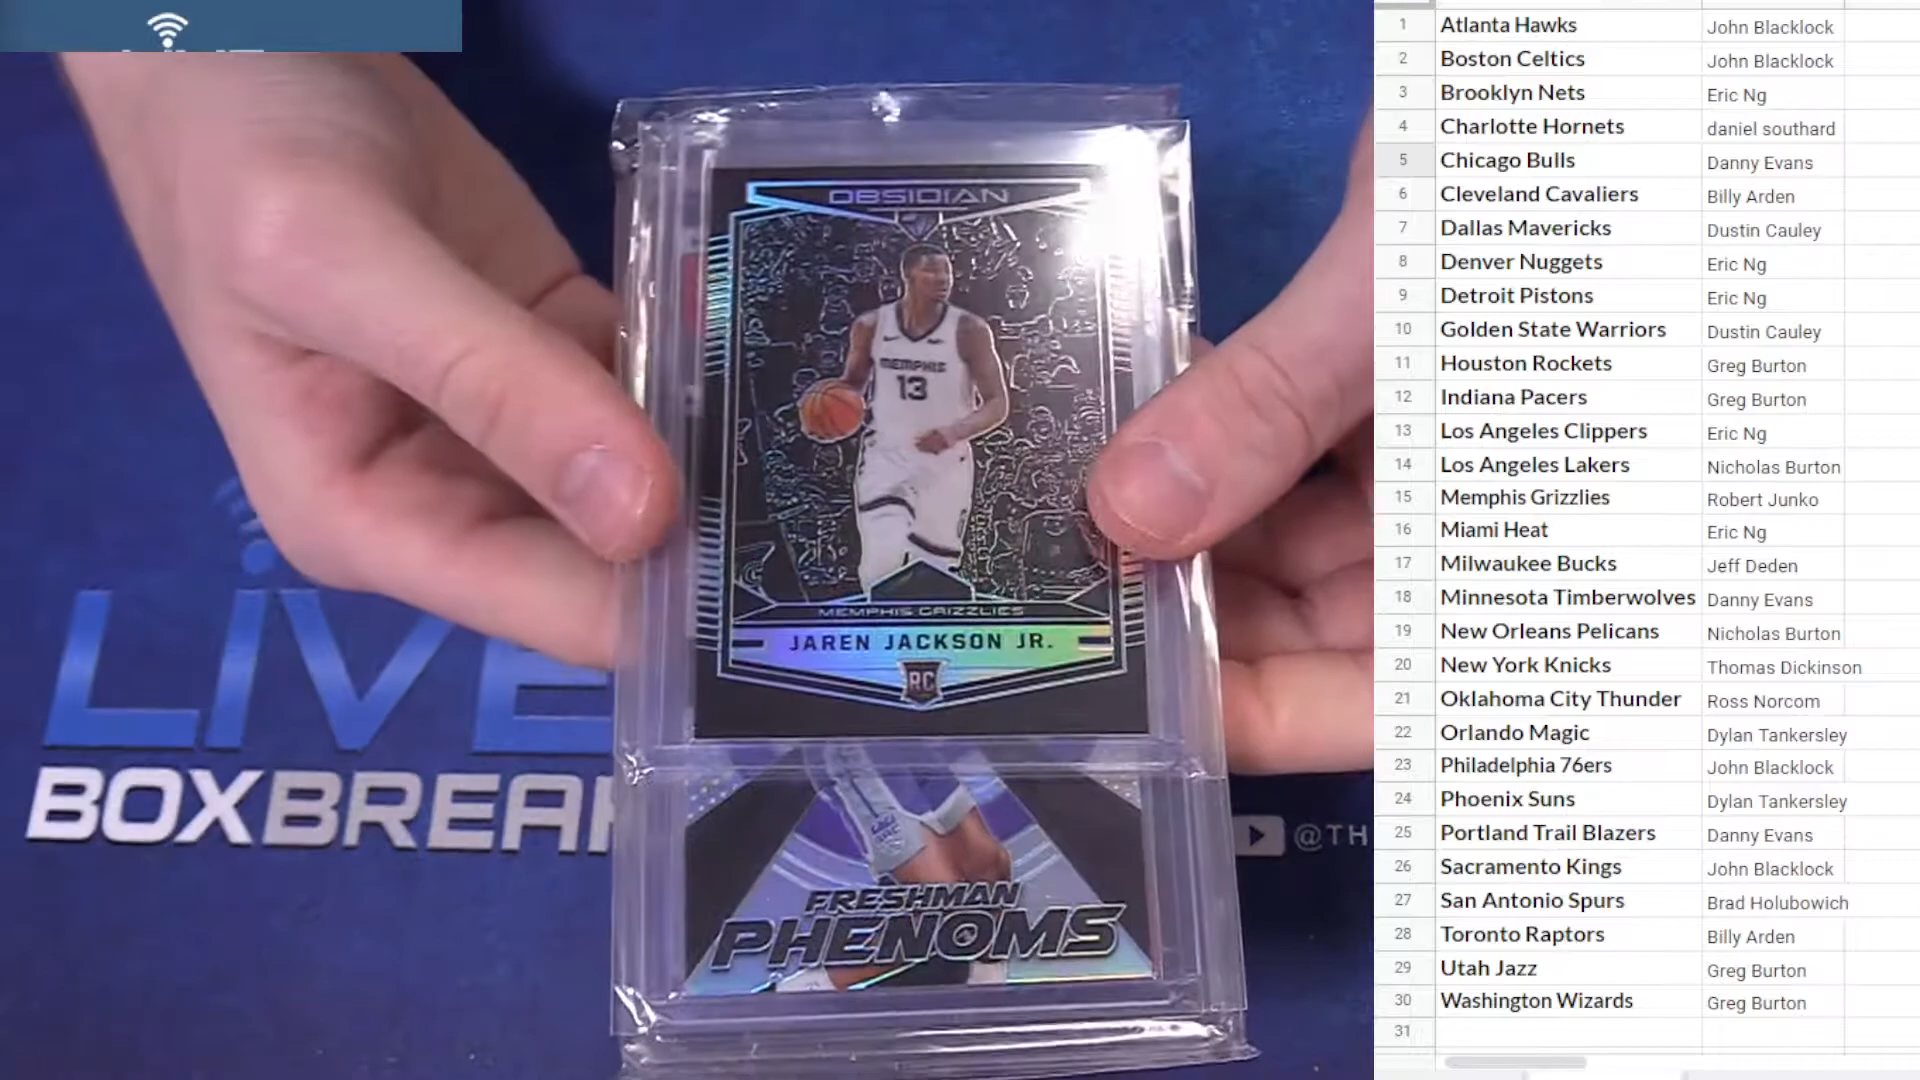 OBSIDIAN
MEMPHIS
13
MEMPHIS GRIZZLIES
JAREN JACKSON JR.
RC
FRESHMAN
PHENOMS
LIVE
BOXBREA
@TH
1 Atlanta Hawks John Blacklock
2 Boston Celtics John Blacklock
3 Brooklyn Nets Eric Ng
4 Charlotte Hornets daniel southard
5 Chicago Bulls Danny Evans
6 Cleveland Cavaliers Billy Arden
7 Dallas Mavericks Dustin Cauley
8 Denver Nuggets Eric Ng
9 Detroit Pistons Eric Ng
10 Golden State Warriors Dustin Cauley
11 Houston Rockets Greg Burton
12 Indiana Pacers Greg Burton
13 Los Angeles Clippers Eric Ng
14 Los Angeles Lakers Nicholas Burton
15 Memphis Grizzlies Robert Junko
16 Miami Heat Eric Ng
17 Milwaukee Bucks Jeff Deden
18 Minnesota Timberwolves Danny Evans
19 New Orleans Pelicans Nicholas Burton
20 New York Knicks Thomas Dickinson
21 Oklahoma City Thunder Ross Norcom
22 Orlando Magic Dylan Tankersley
23 Philadelphia 76ers John Blacklock
24 Phoenix Suns Dylan Tankersley
25 Portland Trail Blazers Danny Evans
26 Sacramento Kings John Blacklock
27 San Antonio Spurs Brad Holubowich
28 Toronto Raptors Billy Arden
29 Utah Jazz Greg Burton
30 Washington Wizards Greg Burton
31